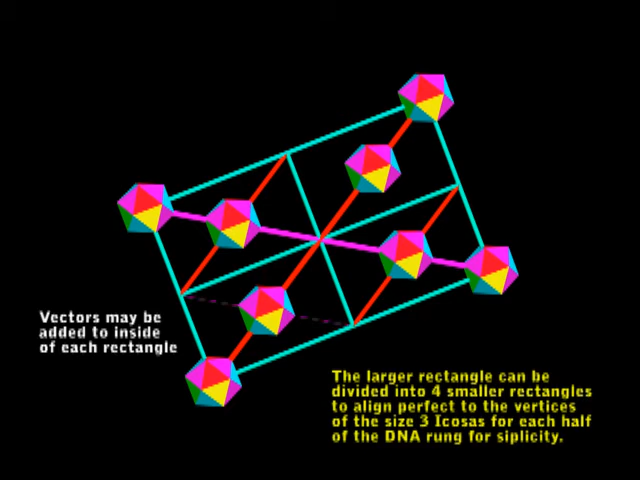 Vectors may be
added to inside
of each rectangle
The larger rectangle can be
divided into 4 smaller rectangles
to align perfect to the vertices
of the size 3 Icosas for each half
of the DNA rung for siplicity.